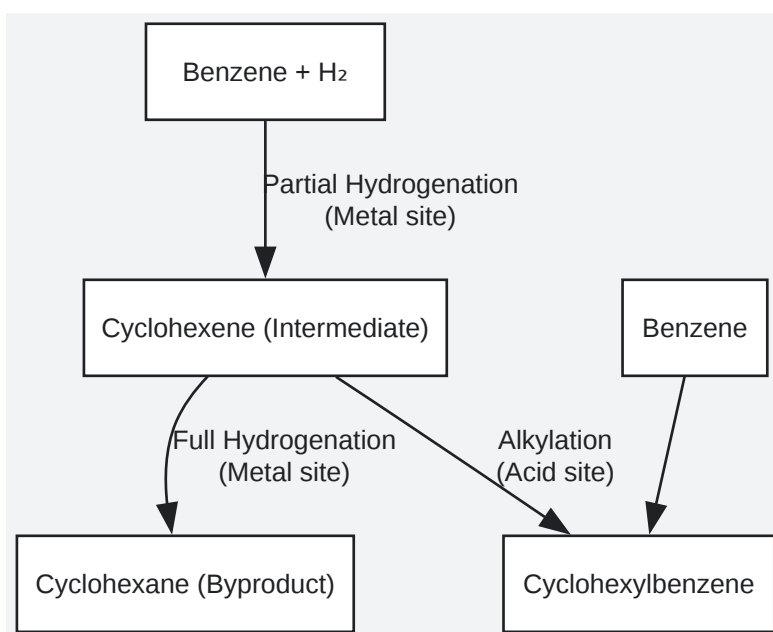 Benzene + H₂
Partial Hydrogenation
(Metal site)
Cyclohexene (Intermediate)
Benzene
Full Hydrogenation
(Metal site)
Alkylation
(Acid site)
Cyclohexane (Byproduct)
Cyclohexylbenzene